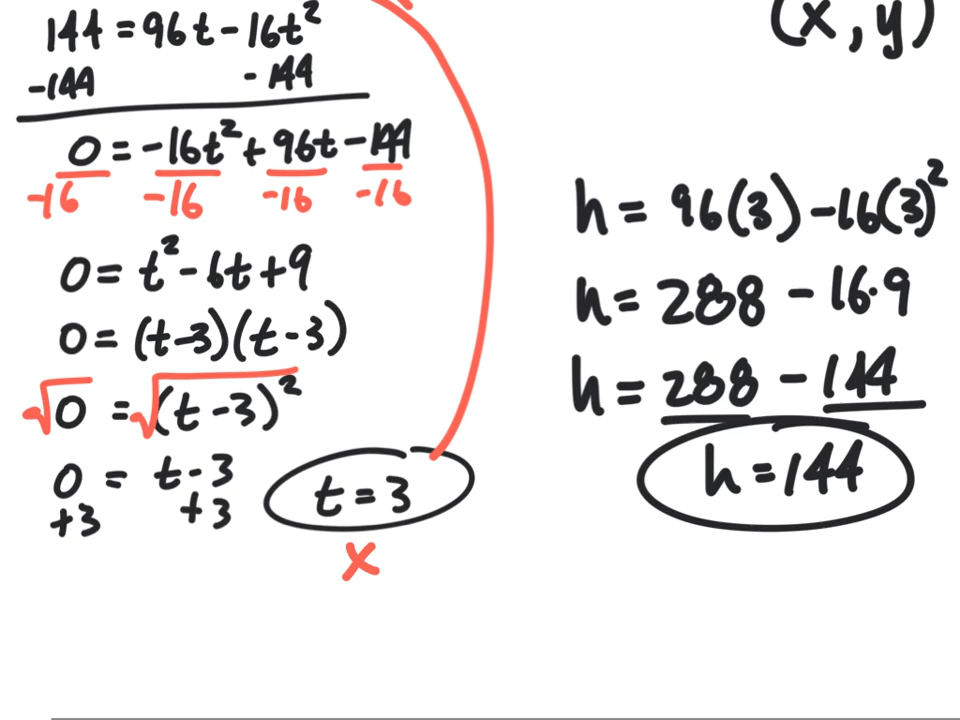 144 = 96t - 16t²
-144 - 144
0 = -16t² + 96t - 144
-16 -16 -16 -16
0 = t² - 6t + 9
0 = (t-3)(t-3)
√0 = √(t-3)²
0 = t-3
+3 +3
t = 3
x
(x, y)
h = 96(3) - 16(3)²
h = 288 - 16·9
h = 288 - 144
h = 144